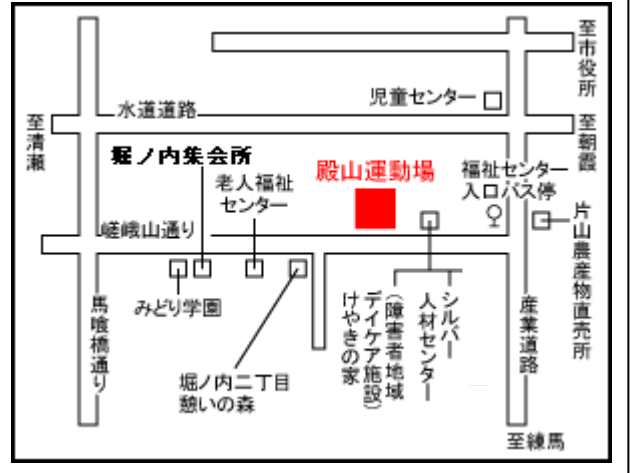 至市役所
児童センター
水道道路
至清瀬
至朝霞
堀ノ内集会所
老人福祉
センター
殿山運動場
福祉センター
入口バス停
嵯峨山通り
片山農産物直売所
みどり学園
馬喰橋通り
堀ノ内二丁目
憩いの森
シルバー
人材センター
(障害者地域
デイケア施設)
けやきの家
産業道路
至練馬